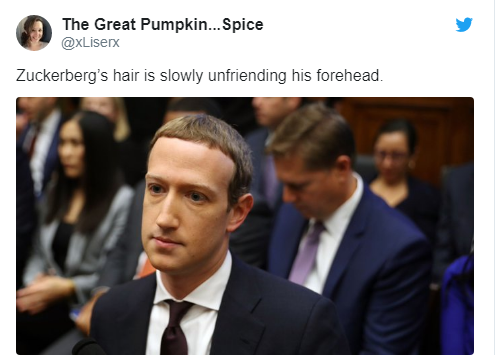 The Great Pumpkin...Spice
@xLiserx
Zuckerberg’s hair is slowly unfriending his forehead.